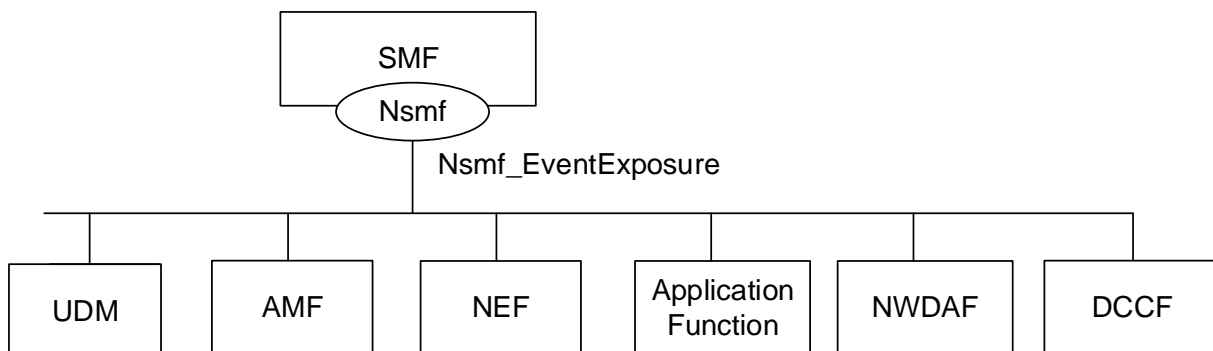 SMF
Nsmf
Nsmf_EventExposure
UDM
AMF
NEF
Application
Function
NWDAF
DCCF